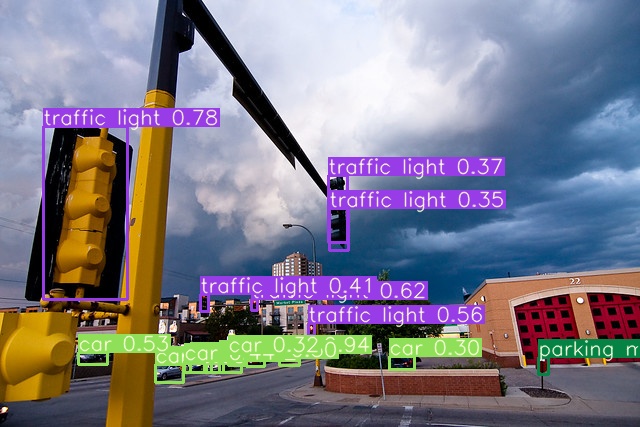 traffic light 0.78
traffic light 0.37
traffic light 0.35
traffic light 0.41
0.62
traffic light 0.56
car 0.53
car 0.32
0.94
car 0.30
parking m
22